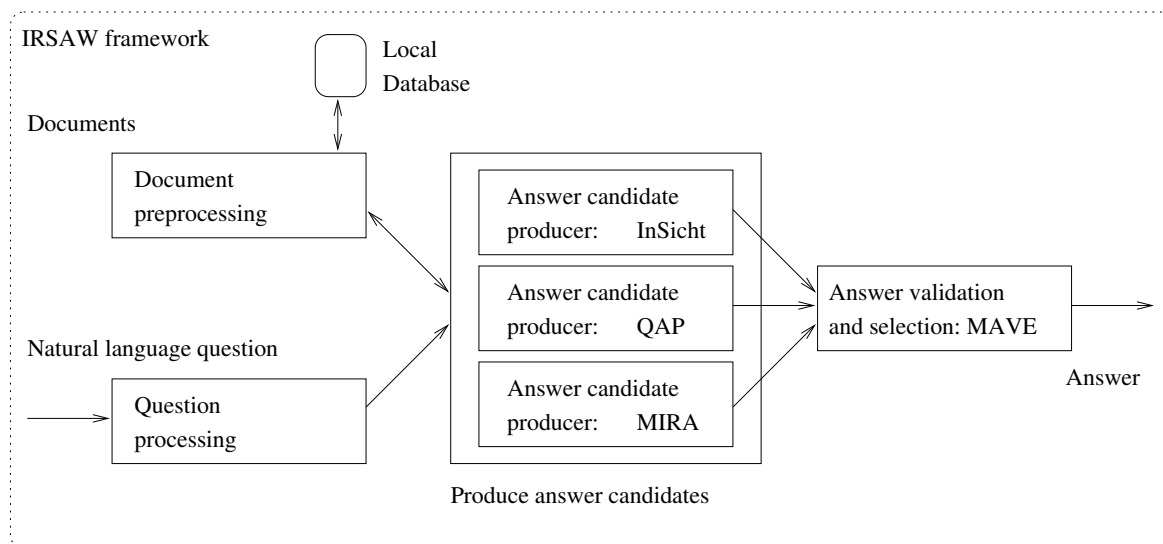 IRSAW framework
Local
Database
Documents
Document
preprocessing
Answer candidate
producer: InSicht
Answer candidate
producer: QAP
Answer candidate
producer: MIRA
Produce answer candidates
Natural language question
Question
processing
Answer validation
and selection: MAVE
Answer